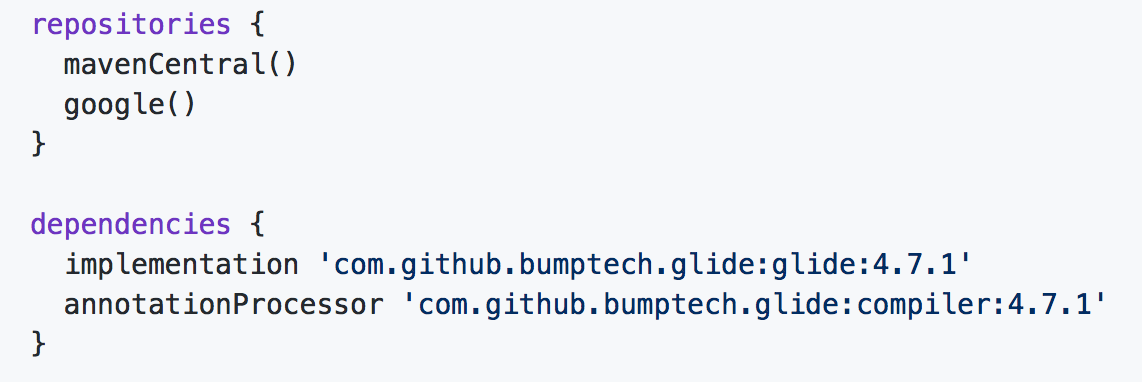 repositories {
  mavenCentral()
  google()
}

dependencies {
  implementation 'com.github.bumptech.glide:glide:4.7.1'
  annotationProcessor 'com.github.bumptech.glide:compiler:4.7.1'
}